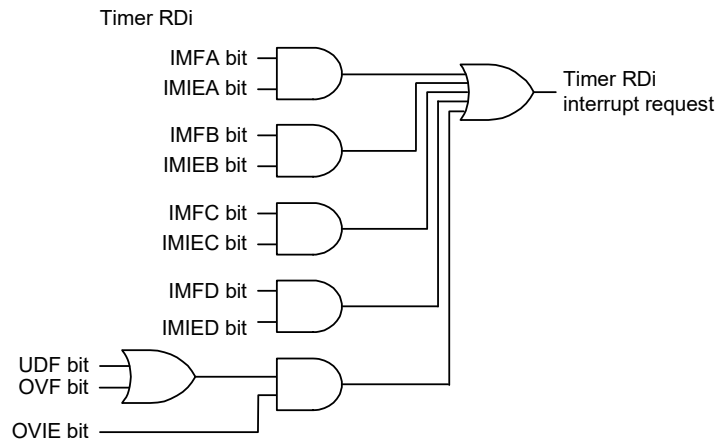 Timer RDi
IMFA bit
IMIEA bit
IMFB bit
IMIEB bit
IMFC bit
IMIEC bit
IMFD bit
IMIED bit
UDF bit
OVF bit
OVIE bit
Timer RDi
interrupt request